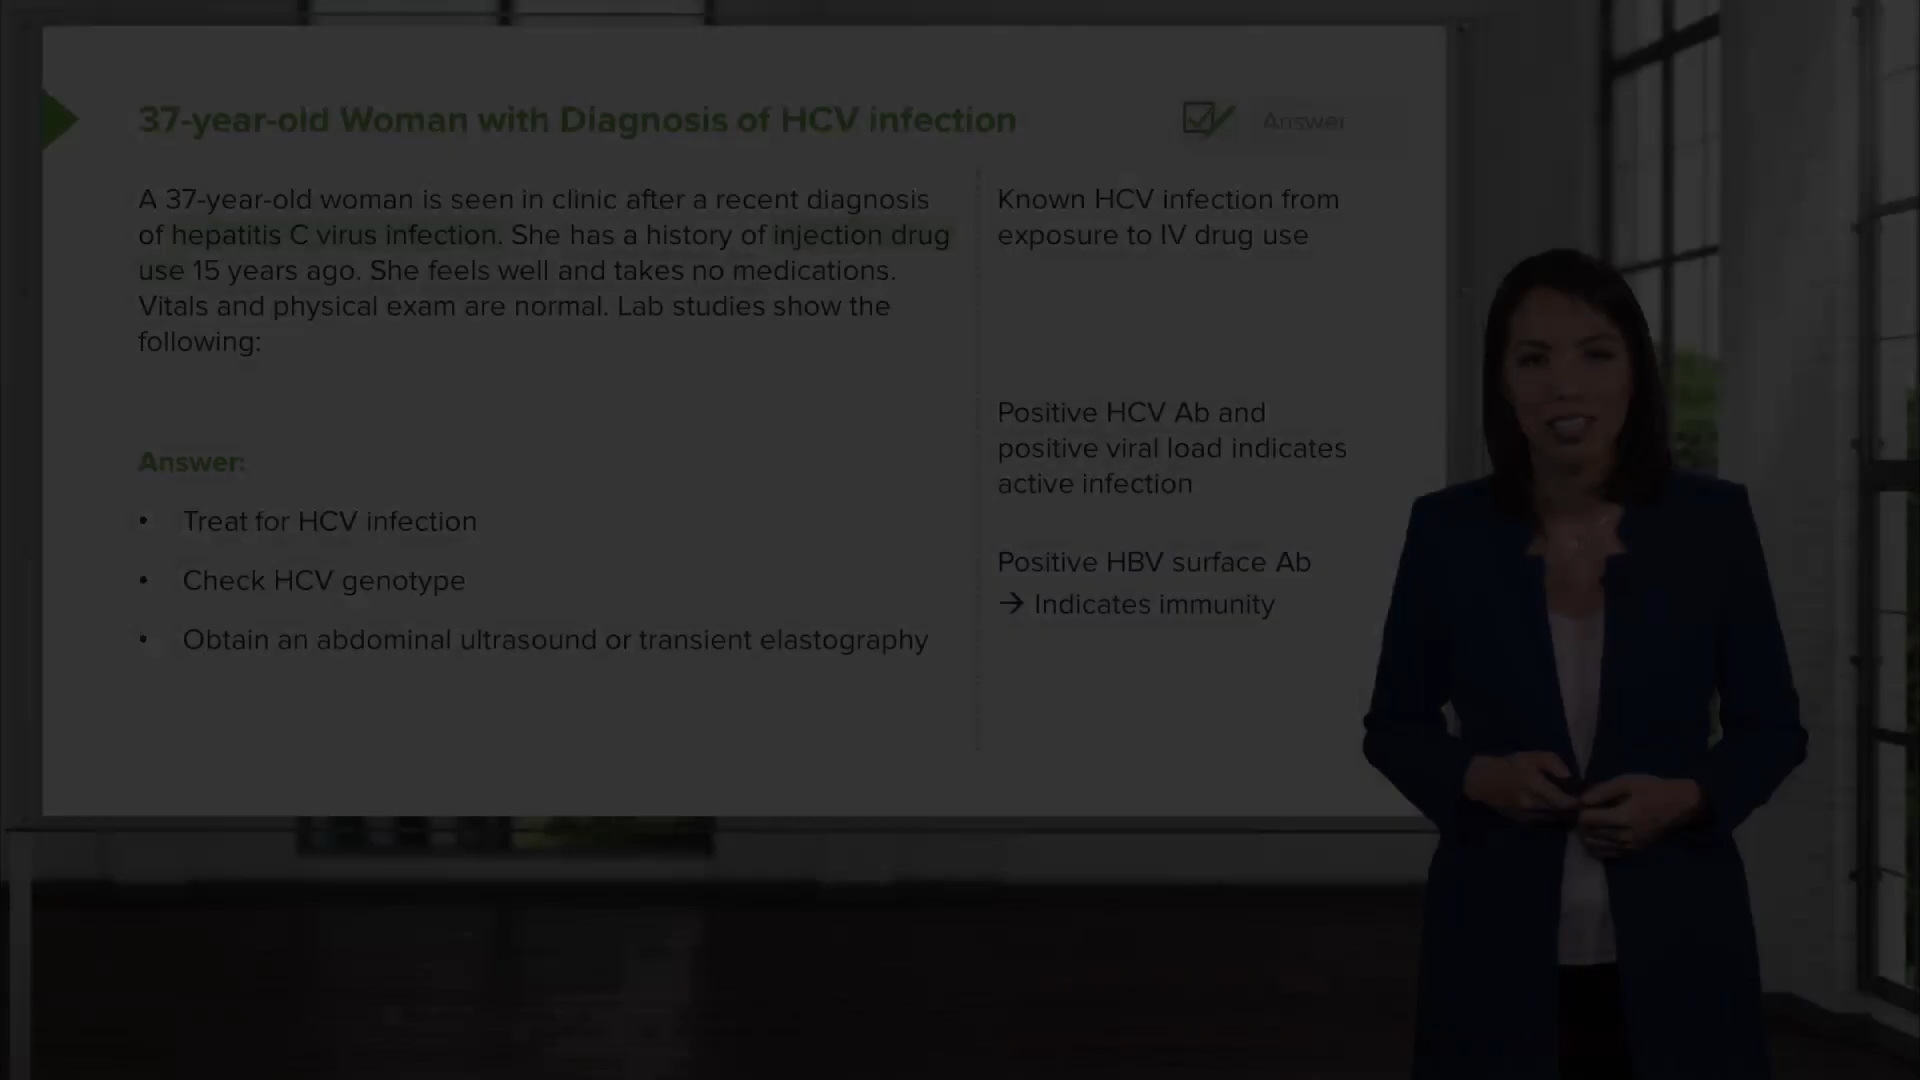 37-year-old Woman with Diagnosis of HCV infection
Answer
A 37-year-old woman is seen in clinic after a recent diagnosis
of hepatitis C virus infection. She has a history of injection drug
use 15 years ago. She feels well and takes no medications.
Vitals and physical exam are normal. Lab studies show the
following:
Answer:
• Treat for HCV infection
• Check HCV genotype
• Obtain an abdominal ultrasound or transient elastography
Known HCV infection from
exposure to IV drug use
Positive HCV Ab and
positive viral load indicates
active infection
Positive HBV surface Ab
→ Indicates immunity